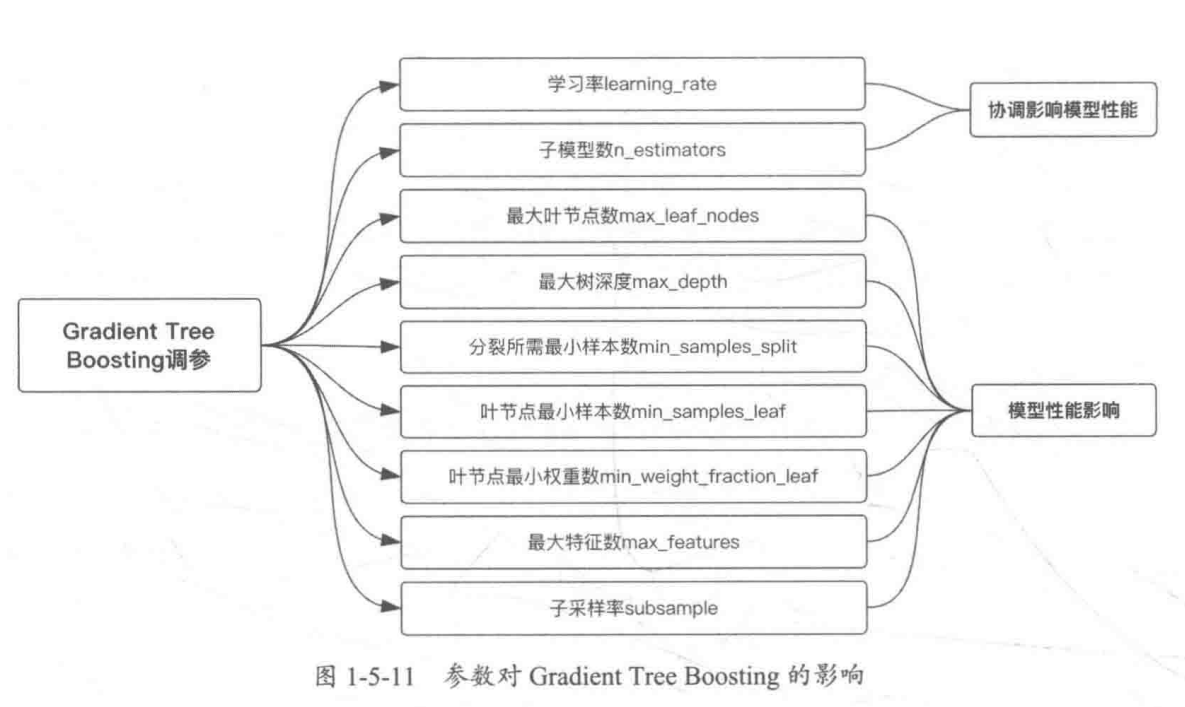 学习率learning_rate
子模型数n_estimators
协调影响模型性能
最大叶节点数max_leaf_nodes
最大树深度max_depth
Gradient Tree
Boosting调参
分裂所需最小样本数min_samples_split
叶节点最小样本数min_samples_leaf
模型性能影响
叶节点最小权重数min_weight_fraction_leaf
最大特征数max_features
子采样率subsample
图 1-5-11 参数对 Gradient Tree Boosting 的影响